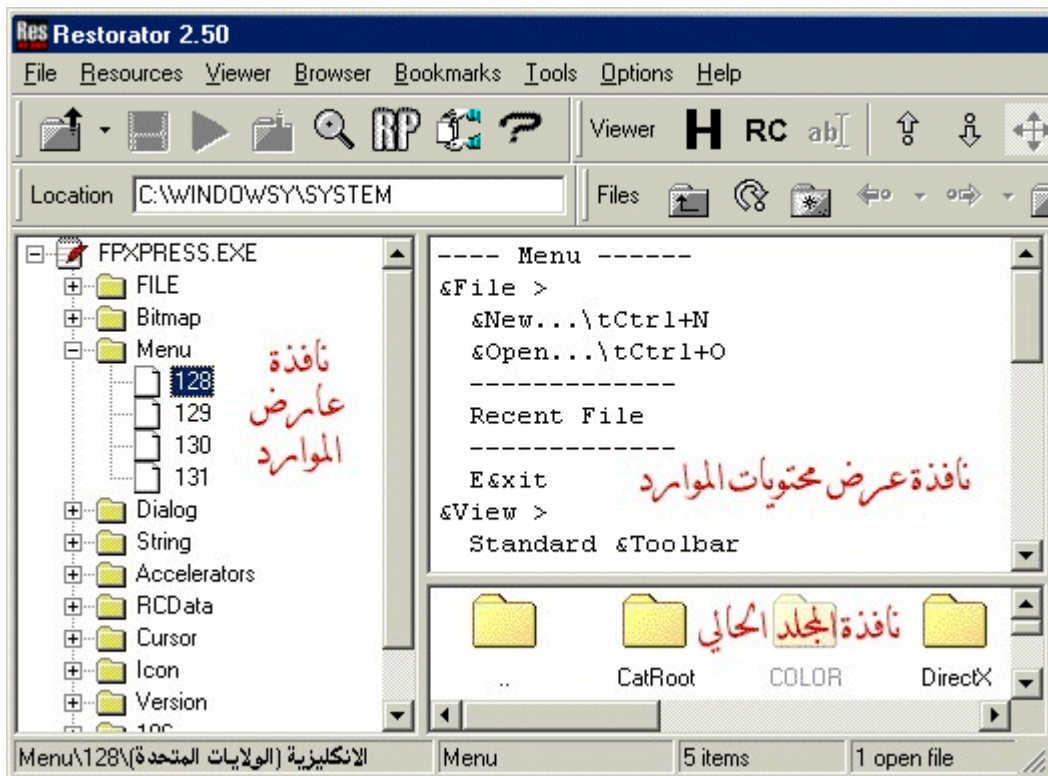 Restorator 2.50
File Resources Viewer Browser Bookmarks Tools Options Help
RP Viewer H RC ab
Location C:\WINDOWSY\SYSTEM Files
FPXPRESS.EXE
FILE
Bitmap
Menu
128
129
130
131
Dialog
String
Accelerators
RCData
Cursor
Icon
Version
نافذة
عارض
الموارد
---- Menu ------
&File >
&New...\tCtrl+N
&Open...\tCtrl+O
-------------
Recent File
-------------
E&xit
&View >
Standard &Toolbar
نافذة عرض محتويات الموارد
نافذة المجلد الحالي
.. CatRoot COLOR DirectX
Menu\128\الانكليزية (الولايات المتحدة) Menu 5 items 1 open file